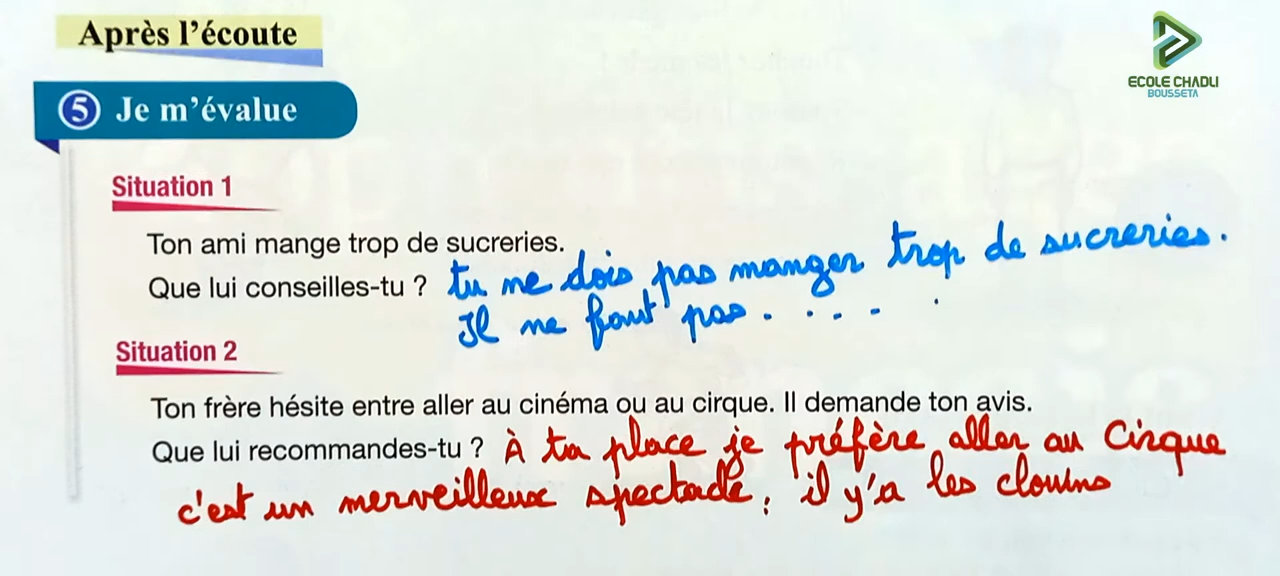 Après l'écoute
ECOLE CHADLI
BOUSSETA
5 Je m'évalue
Situation 1
Ton ami mange trop de sucreries.
Que lui conseilles-tu ? tu ne dois pas manger trop de sucreries.
Il ne faut pas . . . . .
Situation 2
Ton frère hésite entre aller au cinéma ou au cirque. Il demande ton avis.
Que lui recommandes-tu ? À ta place je préfère aller au Cirque
c'est un merveilleux spectacle, il y'a les clowns